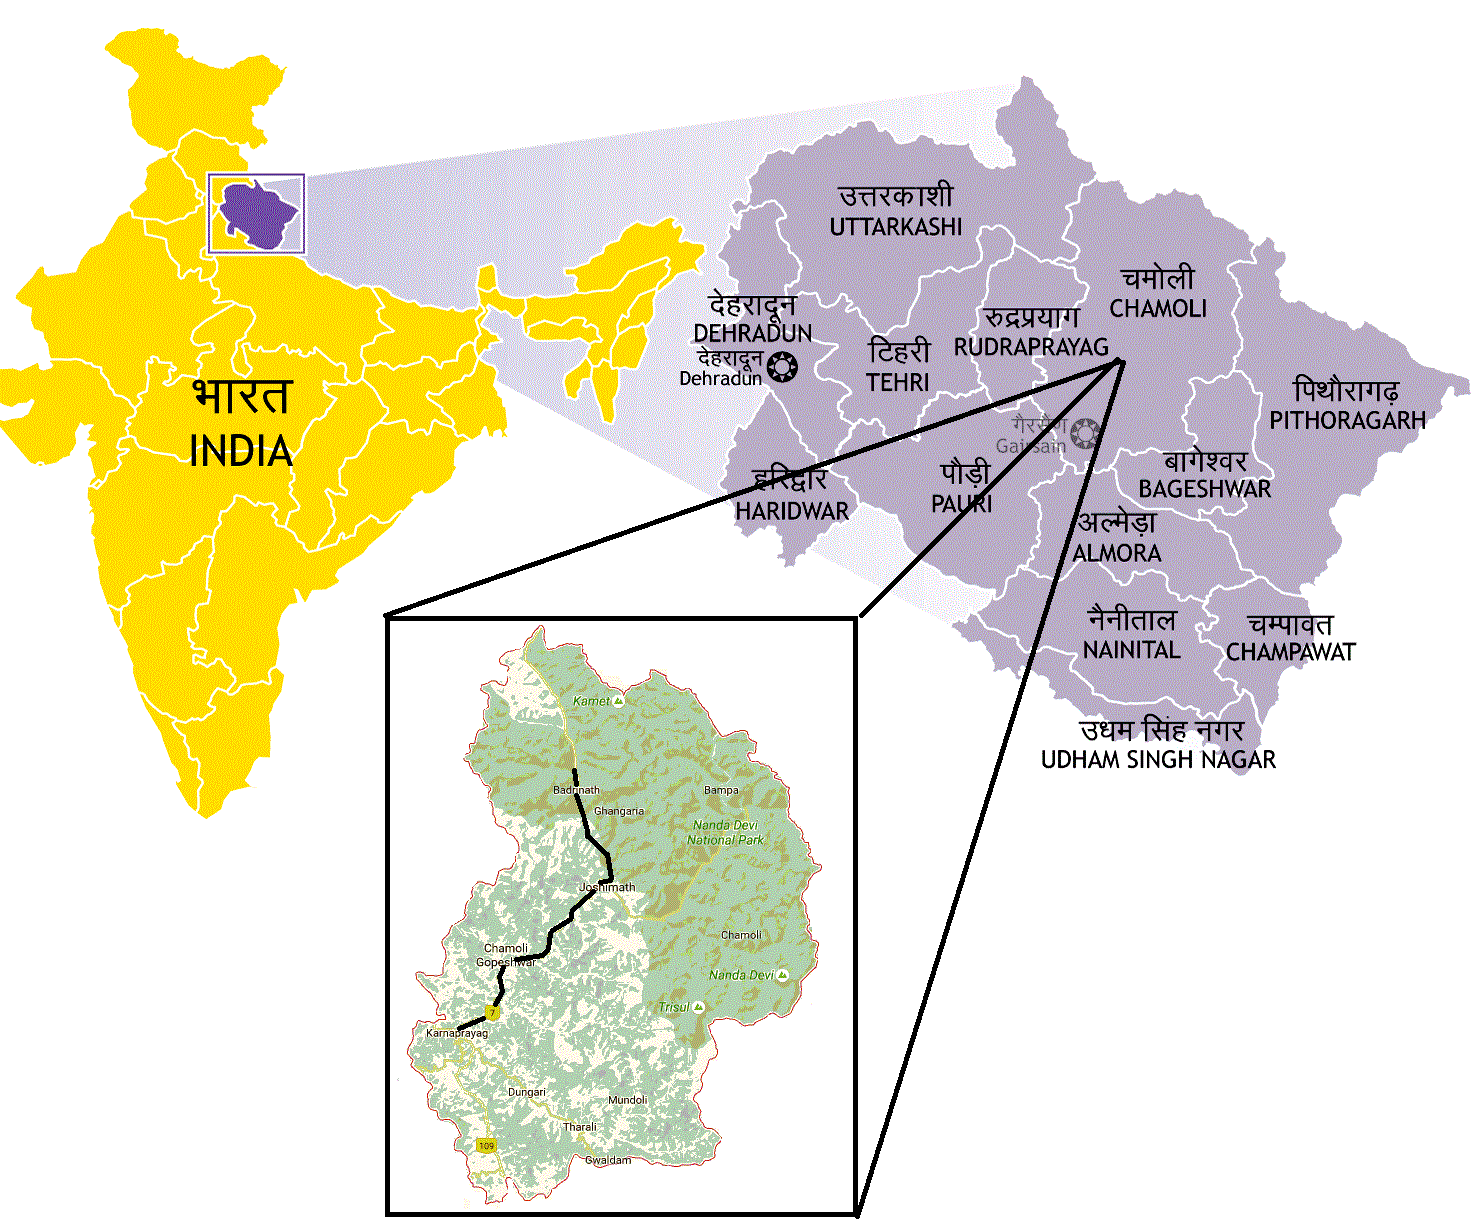 भारत
INDIA
उत्तरकाशी
UTTARKASHI
चमोली
CHAMOLI
देहरादून
DEHRADUN
देहरादून
Dehradun
रुद्रप्रयाग
RUDRAPRAYAG
टिहरी
TEHRI
पिथौरागढ़
PITHORAGARH
गैरसैण
Gairsain
हरिद्वार
HARIDWAR
पौड़ी
PAURI
बागेश्वर
BAGESHWAR
अल्मेड़ा
ALMORA
नैनीताल
NAINITAL
चम्पावत
CHAMPAWAT
उधम सिंह नगर
UDHAM SINGH NAGAR
Kamet
Badrinath
Bampa
Ghangaria
Nanda Devi
National Park
Joshimath
Chamoli
Gopeshwar
Chamoli
Nanda Devi
Trisul
7
Karnaprayag
Dungari
Mundoli
Tharali
109
Gwaldam